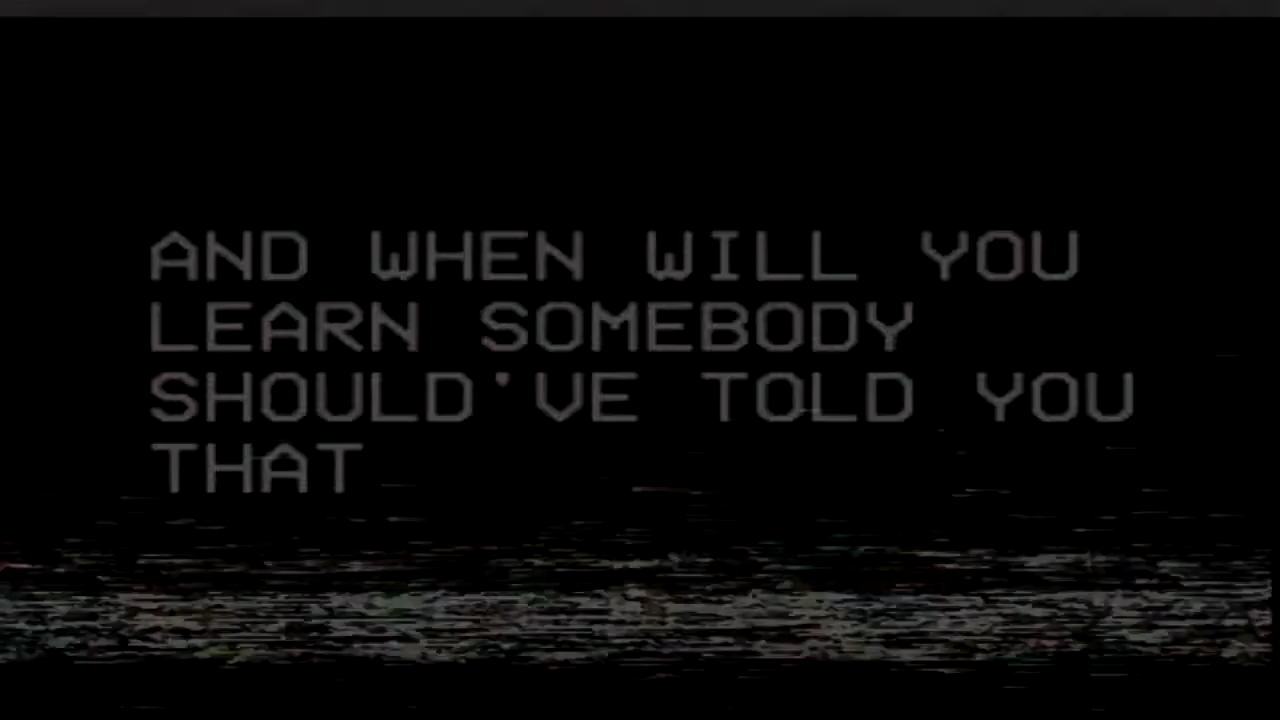 AND WHEN WILL YOU
LEARN SOMEBODY
SHOULD'VE TOLD YOU
THAT